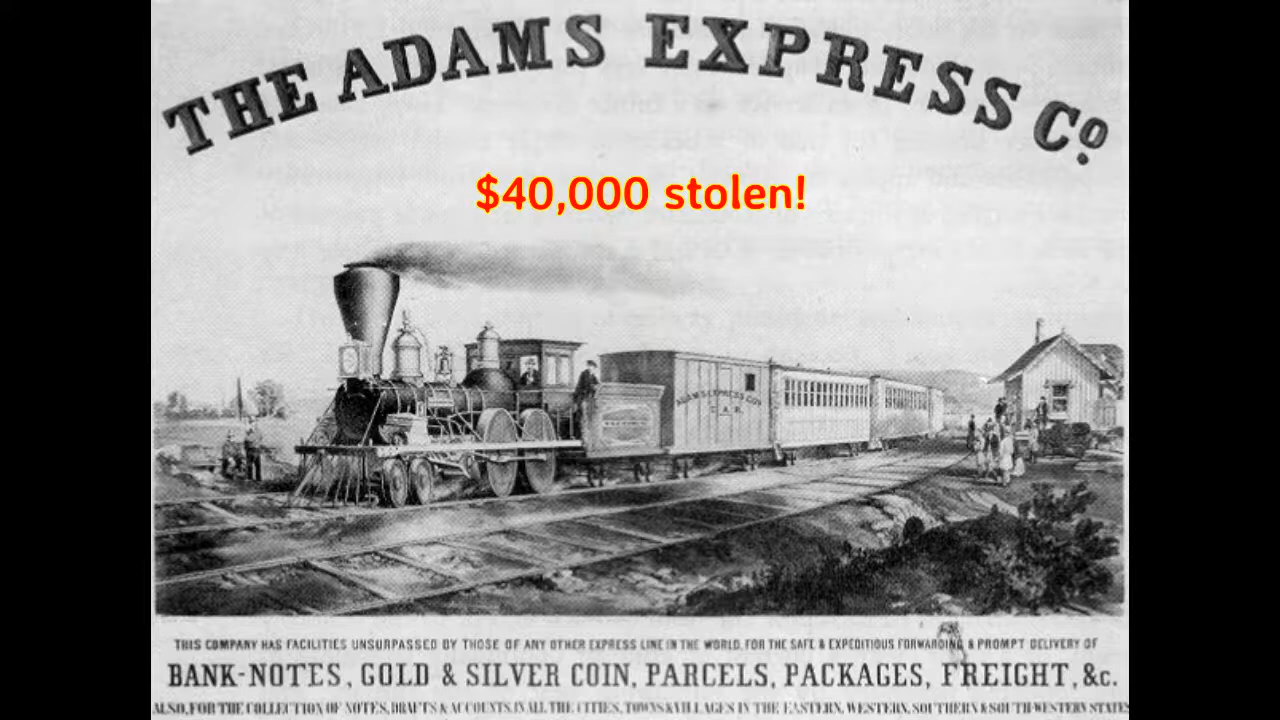 THE ADAMS EXPRESS Co.
$40,000 stolen!
ADAMS EXPRESS CO'S
CAR
THIS COMPANY HAS FACILITIES UNSURPASSED BY THOSE OF ANY OTHER EXPRESS LINE IN THE WORLD, FOR THE SAFE & EXPEDITIOUS FORWARDING & PROMPT DELIVERY OF
BANK-NOTES, GOLD & SILVER COIN, PARCELS, PACKAGES, FREIGHT, &c.
ALSO, FOR THE COLLECTION OF NOTES, DRAFTS & ACCOUNTS, IN ALL THE CITIES, TOWNS & VILLAGES IN THE EASTERN, WESTERN, SOUTHERN & SOUTH-WESTERN STATES